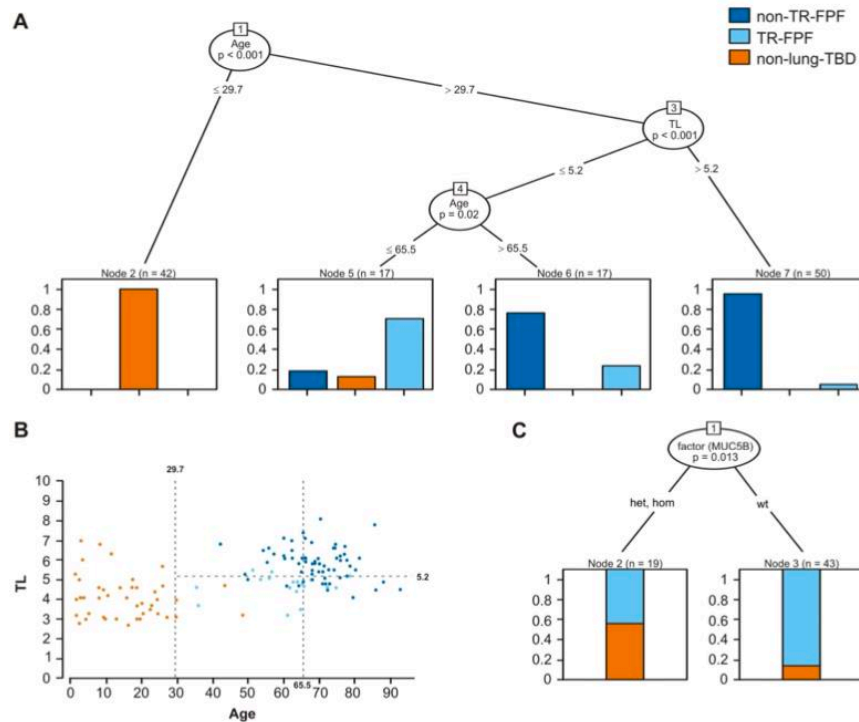 A
non-TR-FPF
TR-FPF
non-lung-TBD
1
Age
p < 0.001
≤ 29.7
> 29.7
3
TL
p < 0.001
≤ 5.2
> 5.2
4
Age
p = 0.02
≤ 65.5
> 65.5
Node 2 (n = 42)
1
0.8
0.6
0.4
0.2
0
Node 5 (n = 17)
1
0.8
0.6
0.4
0.2
0
Node 6 (n = 17)
1
0.8
0.6
0.4
0.2
0
Node 7 (n = 50)
1
0.8
0.6
0.4
0.2
0
B
29.7
10
9
8
7
6
5
4
3
2
1
0
TL
5.2
65.5
0 10 20 30 40 50 60 70 80 90
Age
C
1
factor (MUC5B)
p = 0.013
het, hom
wt
Node 2 (n = 19)
1
0.8
0.6
0.4
0.2
0
Node 3 (n = 43)
1
0.8
0.6
0.4
0.2
0